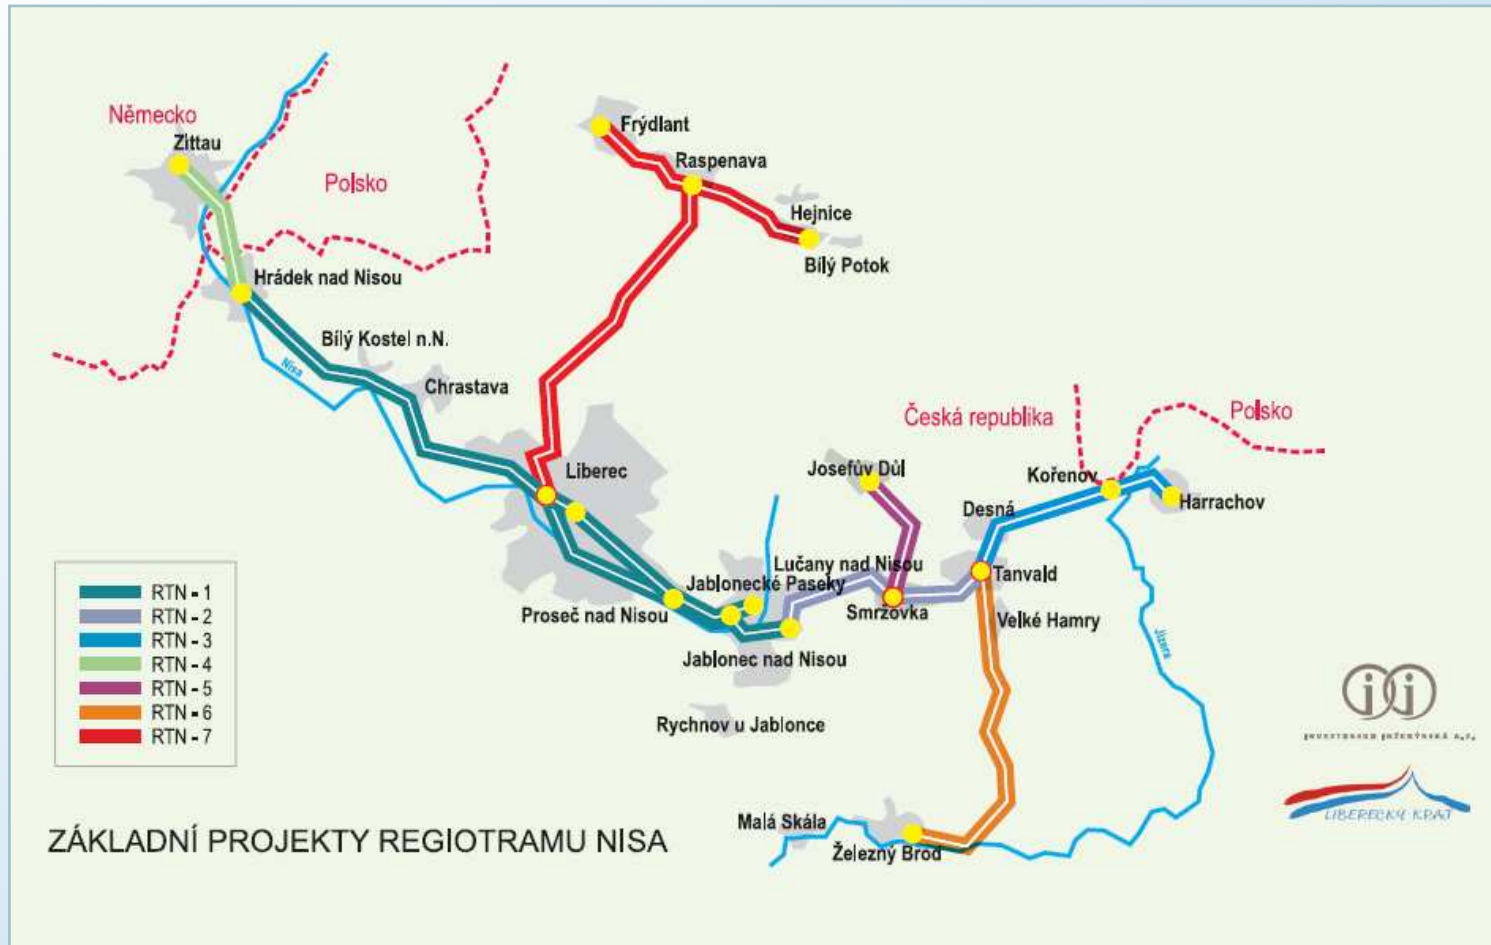 Německo
Zittau
Polsko
Frýdlant
Raspenava
Hejnice
Bílý Potok
Hrádek nad Nisou
Bílý Kostel n.N.
Nisa
Chrastava
Liberec
Česká republika
Polsko
Josefův Důl
Kořenov
Harrachov
Desná
Lučany nad Nisou
Tanvald
Jablonecké Paseky
Proseč nad Nisou
Smržovka
Velké Hamry
Jizera
Jablonec nad Nisou
Rychnov u Jablonce
RTN - 1
RTN - 2
RTN - 3
RTN - 4
RTN - 5
RTN - 6
RTN - 7
Malá Skála
Železný Brod
ZÁKLADNÍ PROJEKTY REGIOTRAMU NISA
LIBERECKÝ KRAJ